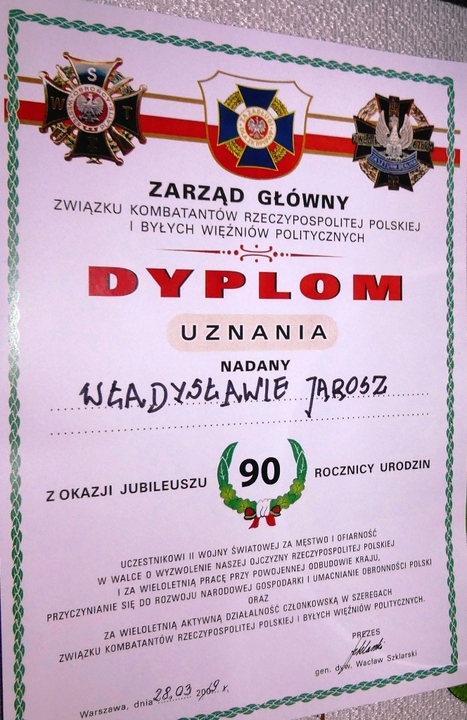 ZARZĄD GŁÓWNY
ZWIĄZKU KOMBATANTÓW RZECZYPOSPOLITEJ POLSKIEJ
I BYŁYCH WIĘŹNIÓW POLITYCZNYCH
DYPLOM
UZNANIA
NADANY
WŁADYSŁAWIE JAROSZ
Z OKAZJI JUBILEUSZU 90 ROCZNICY URODZIN
UCZESTNIKOWI II WOJNY ŚWIATOWEJ ZA MĘSTWO I OFIARNOŚĆ
W WALCE O WYZWOLENIE NASZEJ OJCZYZNY RZECZYPOSPOLITEJ POLSKIEJ
I ZA WIELOLETNIĄ PRACĘ PRZY POWOJENNEJ ODBUDOWIE KRAJU,
PRZYCZYNIANIE SIĘ DO ROZWOJU NARODOWEJ GOSPODARKI I UMACNIANIE OBRONNOŚCI POLSKI
ORAZ
ZA WIELOLETNIĄ AKTYWNĄ DZIAŁALNOŚĆ CZŁONKOWSKĄ W SZEREGACH
ZWIĄZKU KOMBATANTÓW RZECZYPOSPOLITEJ POLSKIEJ I BYŁYCH WIĘŹNIÓW POLITYCZNYCH.
PREZES
gen. dyw. Wacław Szklarski
Warszawa, dnia 28.03 r.